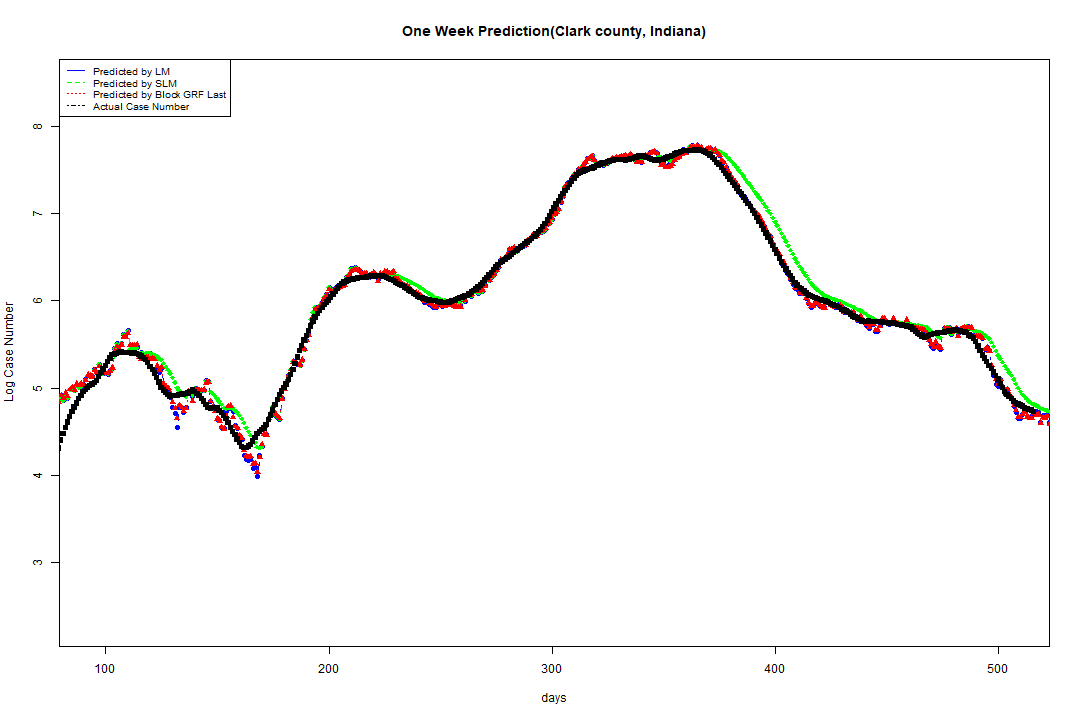 One Week Prediction(Clark county, Indiana)
Predicted by LM
Predicted by SLM
Predicted by Block GRF Last
Actual Case Number
8
7
6
5
4
3
Log Case Number
100 200 300 400 500
days